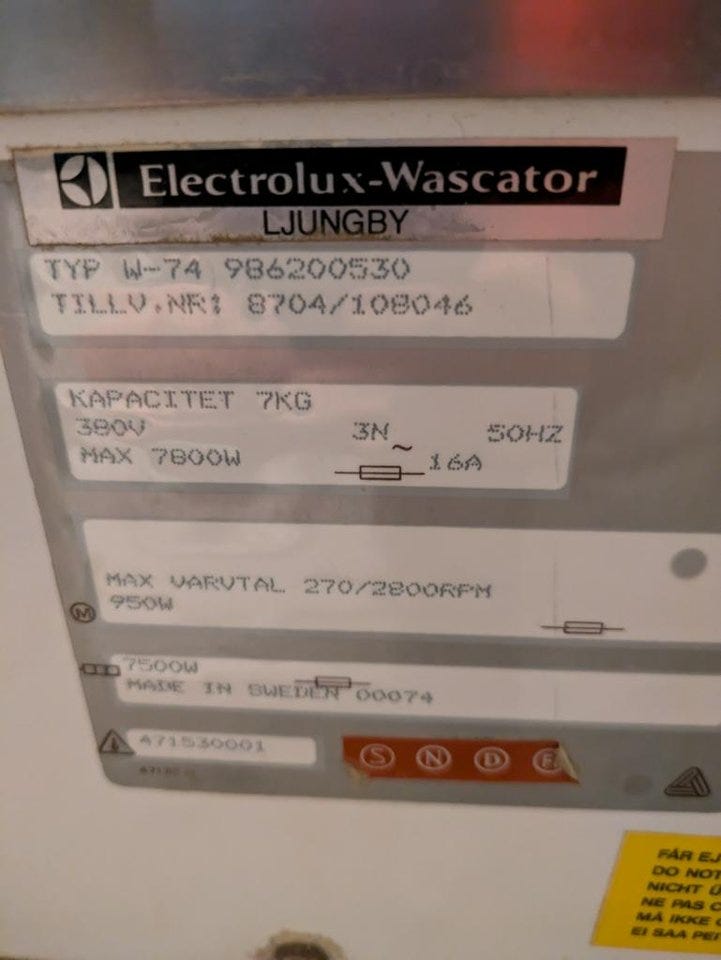 Electrolux-Wascator
LJUNGBY
TYP W-74 986200530
TILLV.NR: 8704/108046
KAPACITET 7KG
380V 3N~ 50HZ
MAX 7800W 16A
MAX VARVTAL 270/2800RPM
M 950W
7500W
MADE IN SWEDEN 00074
471530001
S N D
FÅR EJ
DO NOT
NICHT
NE PAS
MÅ IKKE
EI SAA